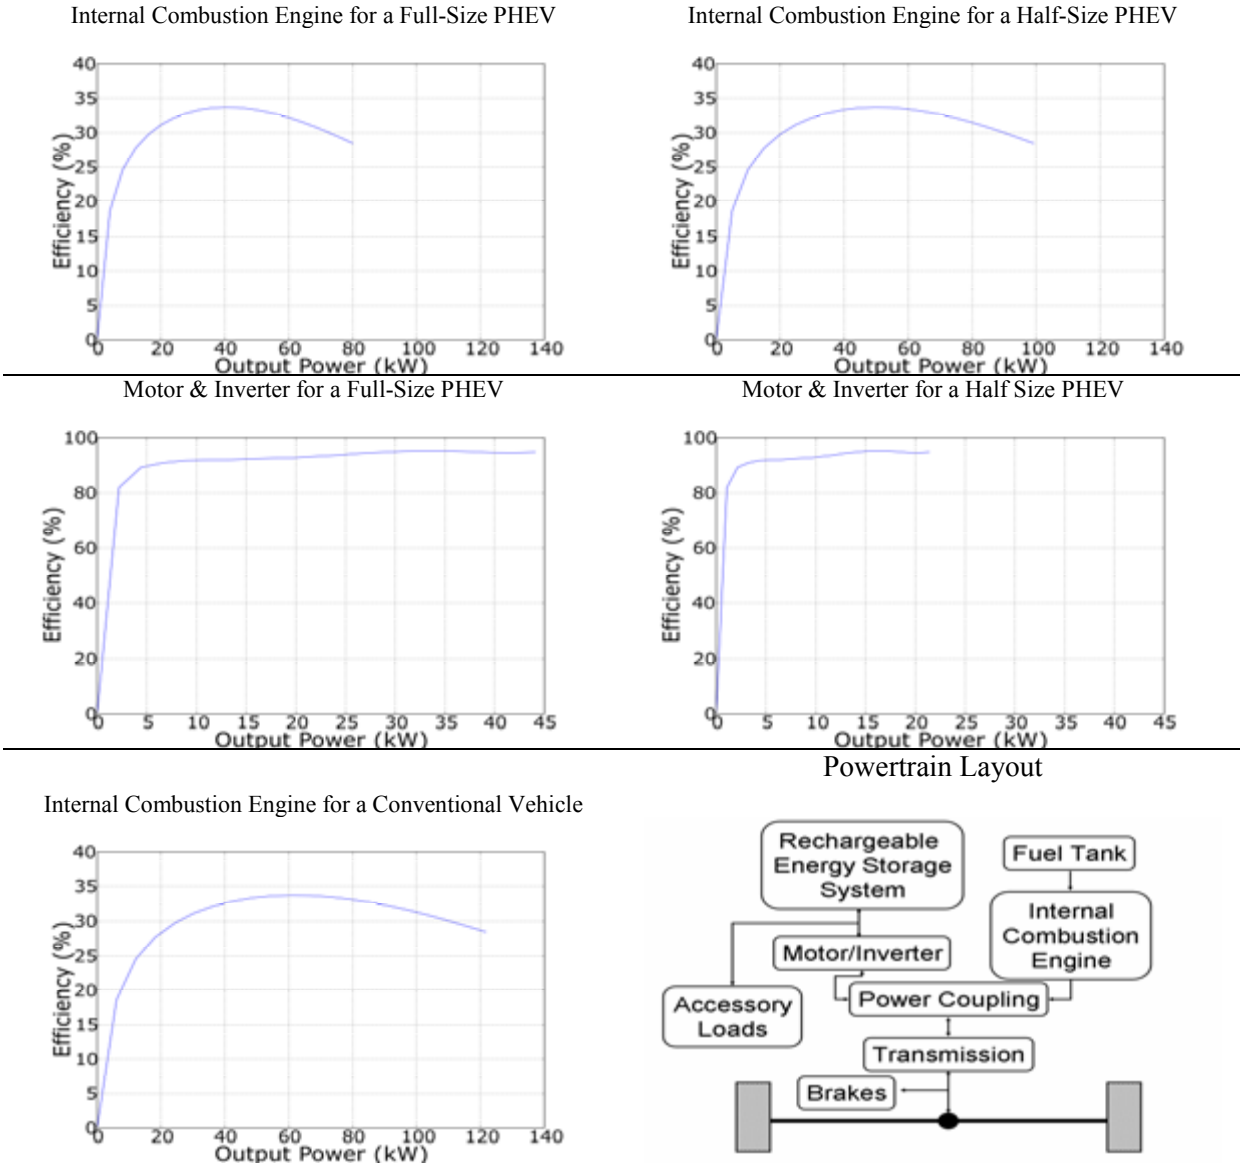 Internal Combustion Engine for a Full-Size PHEV
40
35
30
25
20
15
10
5
0
Efficiency (%)
0 20 40 60 80 100 120 140
Output Power (kW)
Internal Combustion Engine for a Half-Size PHEV
40
35
30
25
20
15
10
5
0
Efficiency (%)
0 20 40 60 80 100 120 140
Output Power (kW)
Motor & Inverter for a Full-Size PHEV
100
80
60
40
20
0
Efficiency (%)
0 5 10 15 20 25 30 35 40 45
Output Power (kW)
Motor & Inverter for a Half Size PHEV
100
80
60
40
20
0
Efficiency (%)
0 5 10 15 20 25 30 35 40 45
Output Power (kW)
Internal Combustion Engine for a Conventional Vehicle
40
35
30
25
20
15
10
5
0
Efficiency (%)
0 20 40 60 80 100 120 140
Output Power (kW)
Powertrain Layout
Rechargeable
Energy Storage
System
Fuel Tank
Internal
Combustion
Engine
Motor/Inverter
Accessory
Loads
Power Coupling
Transmission
Brakes